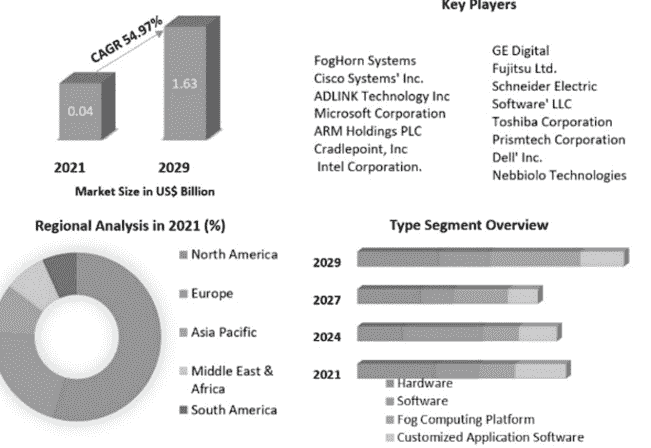 Key Players
CAGR 54.97%
0.04
1.63
2021
2029
Market Size in US$ Billion
FogHorn Systems
Cisco Systems' Inc.
ADLINK Technology Inc
Microsoft Corporation
ARM Holdings PLC
Cradlepoint, Inc
Intel Corporation.
GE Digital
Fujitsu Ltd.
Schneider Electric
Software' LLC
Toshiba Corporation
Prismtech Corporation
Dell' Inc.
Nebbiolo Technologies
Regional Analysis in 2021 (%)
North America
Europe
Asia Pacific
Middle East &
Africa
South America
Type Segment Overview
2029
2027
2024
2021
Hardware
Software
Fog Computing Platform
Customized Application Software